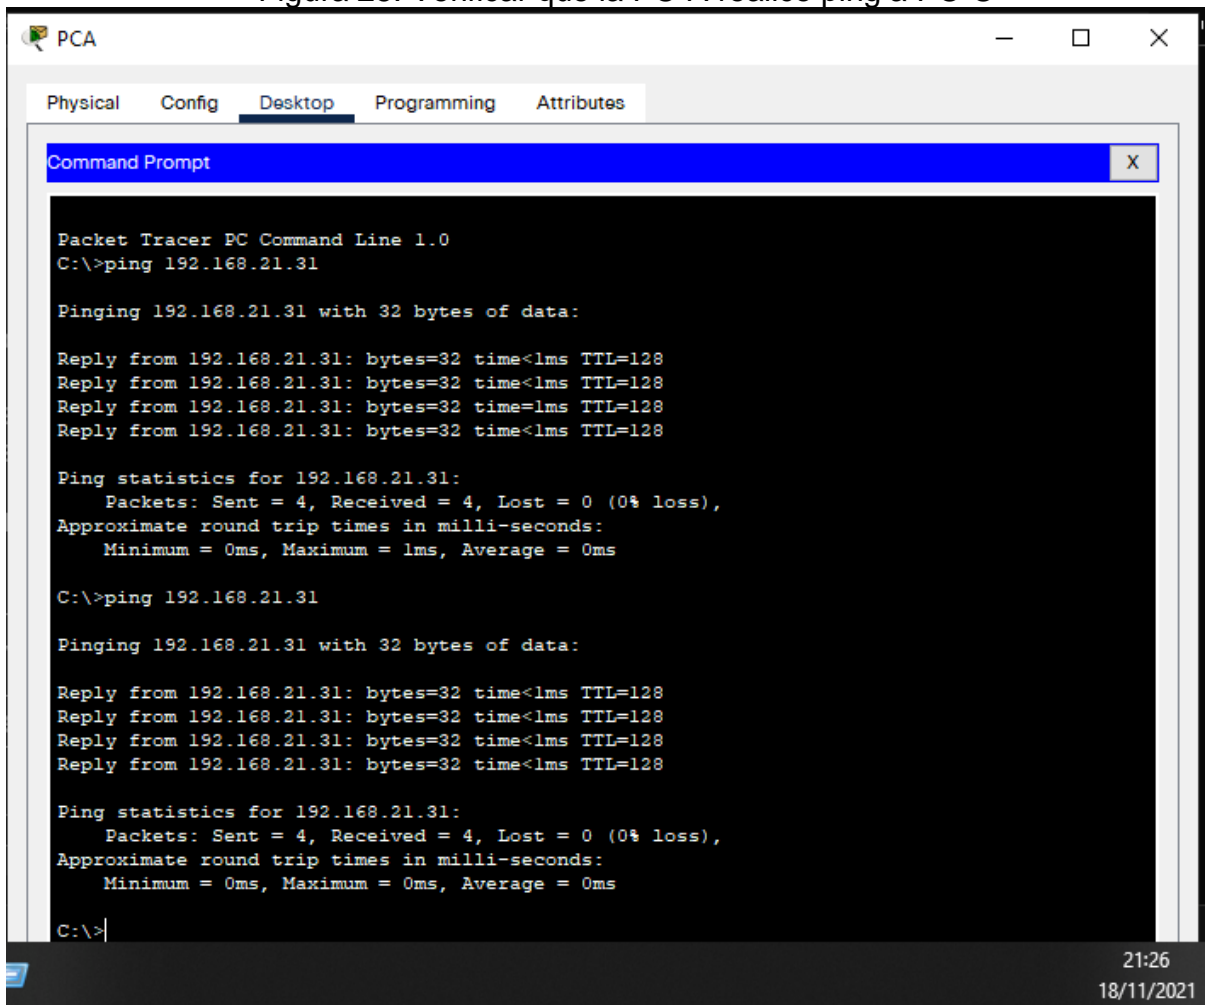 PCA
Physical Config Desktop Programming Attributes
Command Prompt
X
Packet Tracer PC Command Line 1.0
C:\>ping 192.168.21.31
Pinging 192.168.21.31 with 32 bytes of data:
Reply from 192.168.21.31: bytes=32 time<1ms TTL=128
Reply from 192.168.21.31: bytes=32 time<1ms TTL=128
Reply from 192.168.21.31: bytes=32 time=1ms TTL=128
Reply from 192.168.21.31: bytes=32 time<1ms TTL=128
Ping statistics for 192.168.21.31:
Packets: Sent = 4, Received = 4, Lost = 0 (0% loss),
Approximate round trip times in milli-seconds:
Minimum = 0ms, Maximum = 1ms, Average = 0ms
C:\>ping 192.168.21.31
Pinging 192.168.21.31 with 32 bytes of data:
Reply from 192.168.21.31: bytes=32 time<1ms TTL=128
Reply from 192.168.21.31: bytes=32 time<1ms TTL=128
Reply from 192.168.21.31: bytes=32 time<1ms TTL=128
Reply from 192.168.21.31: bytes=32 time<1ms TTL=128
Ping statistics for 192.168.21.31:
Packets: Sent = 4, Received = 4, Lost = 0 (0% loss),
Approximate round trip times in milli-seconds:
Minimum = 0ms, Maximum = 0ms, Average = 0ms
C:\>
21:26
18/11/2021